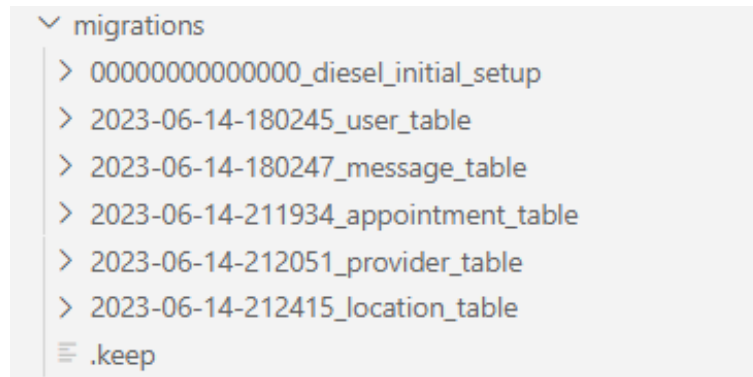 migrations
00000000000000_diesel_initial_setup
2023-06-14-180245_user_table
2023-06-14-180247_message_table
2023-06-14-211934_appointment_table
2023-06-14-212051_provider_table
2023-06-14-212415_location_table
.keep